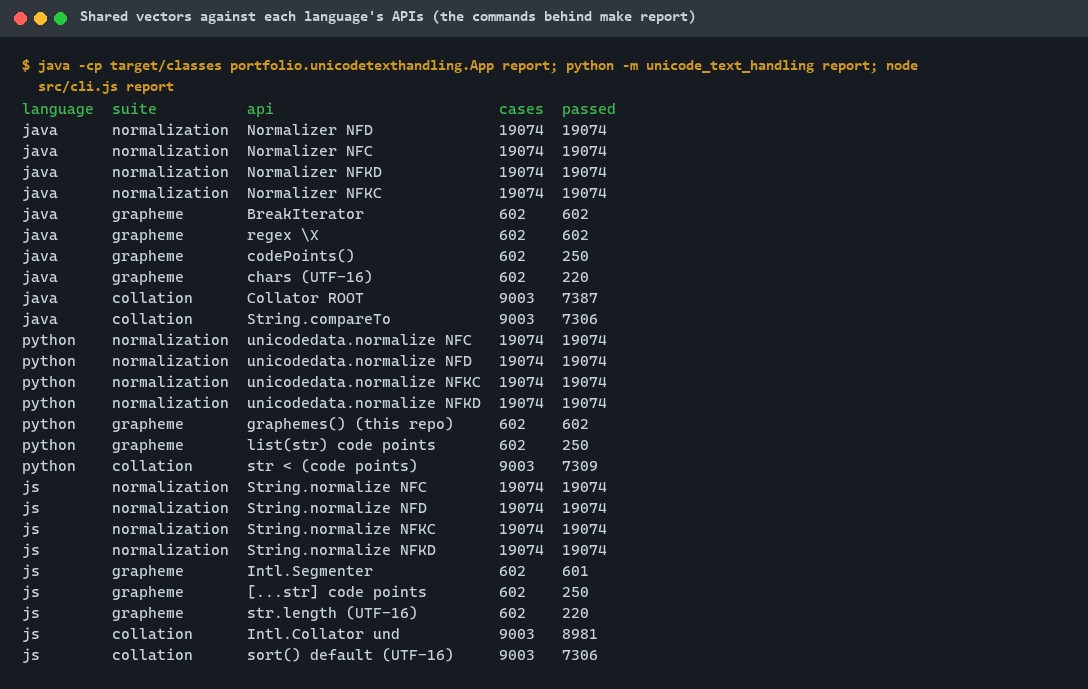 Shared vectors against each language's APIs (the commands behind make report)
$ java -cp target/classes portfolio.unicodetexthandling.App report; python -m unicode_text_handling report; node
src/cli.js report
language suite api cases passed
java normalization Normalizer NFD 19074 19074
java normalization Normalizer NFC 19074 19074
java normalization Normalizer NFKD 19074 19074
java normalization Normalizer NFKC 19074 19074
java grapheme BreakIterator 602 602
java grapheme regex \X 602 602
java grapheme codePoints() 602 250
java grapheme chars (UTF-16) 602 220
java collation Collator ROOT 9003 7387
java collation String.compareTo 9003 7306
python normalization unicodedata.normalize NFC 19074 19074
python normalization unicodedata.normalize NFD 19074 19074
python normalization unicodedata.normalize NFKC 19074 19074
python normalization unicodedata.normalize NFKD 19074 19074
python grapheme graphemes() (this repo) 602 602
python grapheme list(str) code points 602 250
python collation str < (code points) 9003 7309
js normalization String.normalize NFC 19074 19074
js normalization String.normalize NFD 19074 19074
js normalization String.normalize NFKC 19074 19074
js normalization String.normalize NFKD 19074 19074
js grapheme Intl.Segmenter 602 601
js grapheme [...str] code points 602 250
js grapheme str.length (UTF-16) 602 220
js collation Intl.Collator und 9003 8981
js collation sort() default (UTF-16) 9003 7306